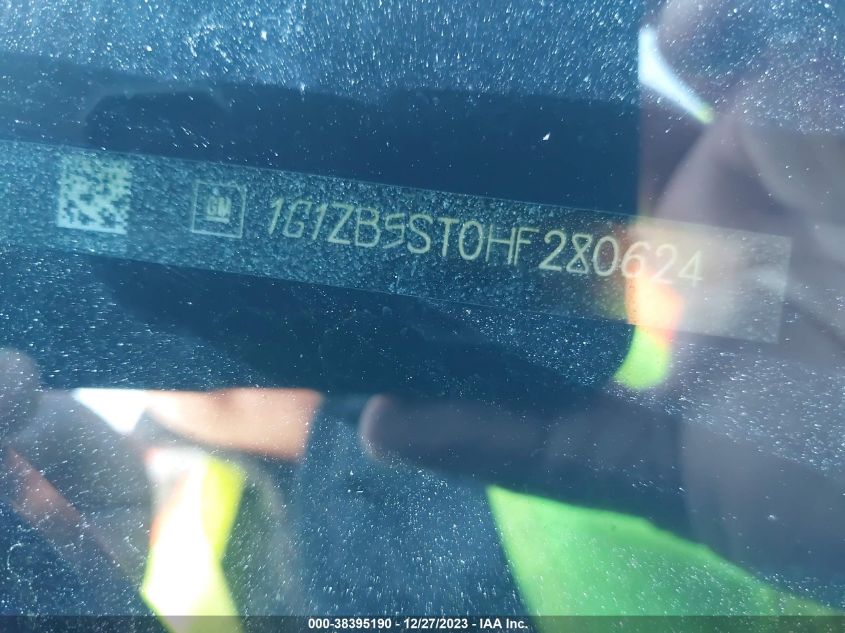 GM 1G1ZB5ST0HF280624
000-38395190 - 12/27/2023 - IAA Inc.